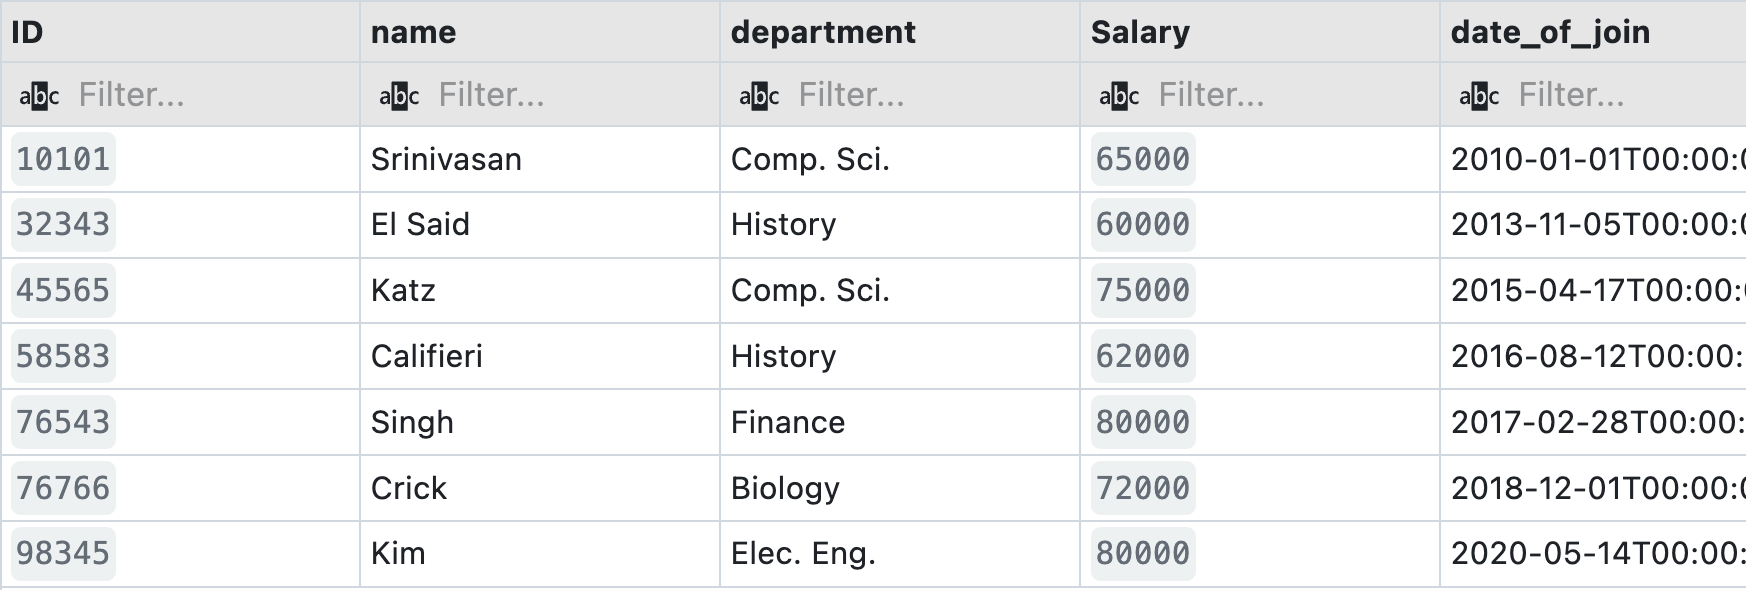 ID name department Salary date_of_join
abc Filter... abc Filter... abc Filter... abc Filter... abc Filter...
10101 Srinivasan Comp. Sci. 65000 2010-01-01T00:00:0
32343 El Said History 60000 2013-11-05T00:00:0
45565 Katz Comp. Sci. 75000 2015-04-17T00:00:
58583 Califieri History 62000 2016-08-12T00:00:
76543 Singh Finance 80000 2017-02-28T00:00:
76766 Crick Biology 72000 2018-12-01T00:00:0
98345 Kim Elec. Eng. 80000 2020-05-14T00:00: